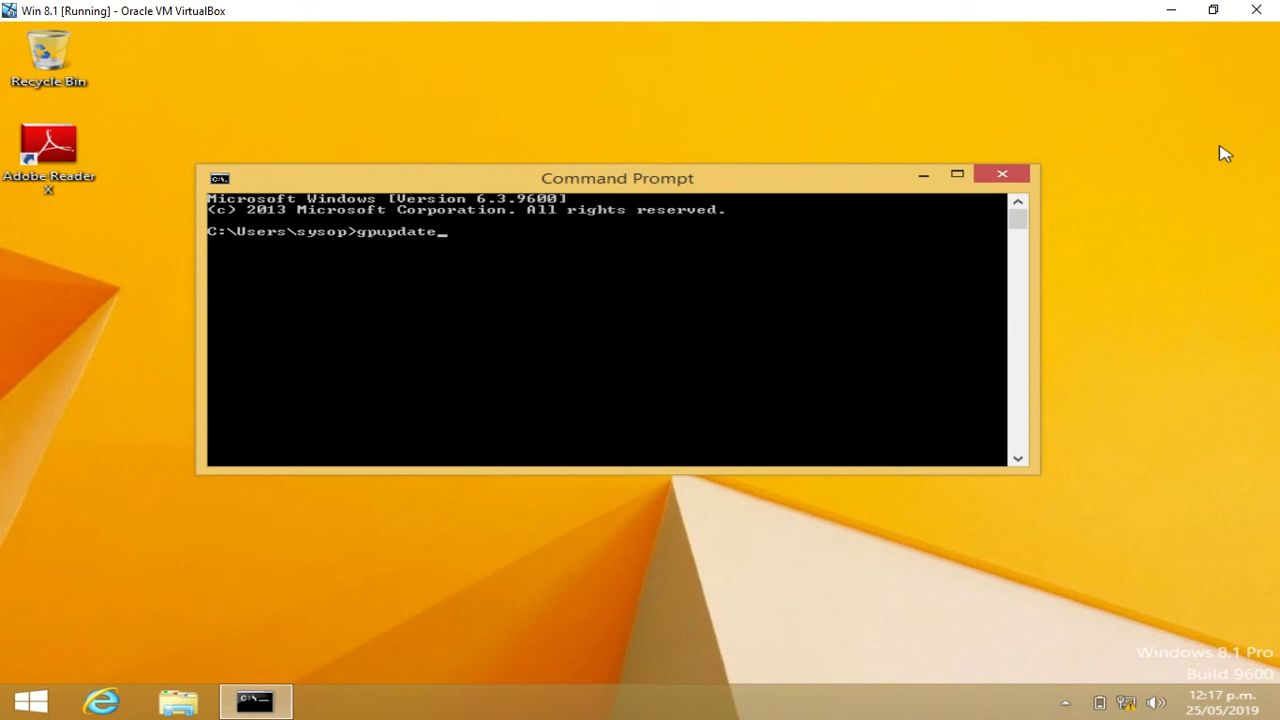 Win 8.1 [Running] - Oracle VM VirtualBox
Recycle Bin
Adobe Reader
X
Command Prompt
Microsoft Windows [Version 6.3.9600]
(c) 2013 Microsoft Corporation. All rights reserved.
C:\Users\sysop>gpupdate_
Windows 8.1 Pro
Build 9600
12:17 p.m.
25/05/2019